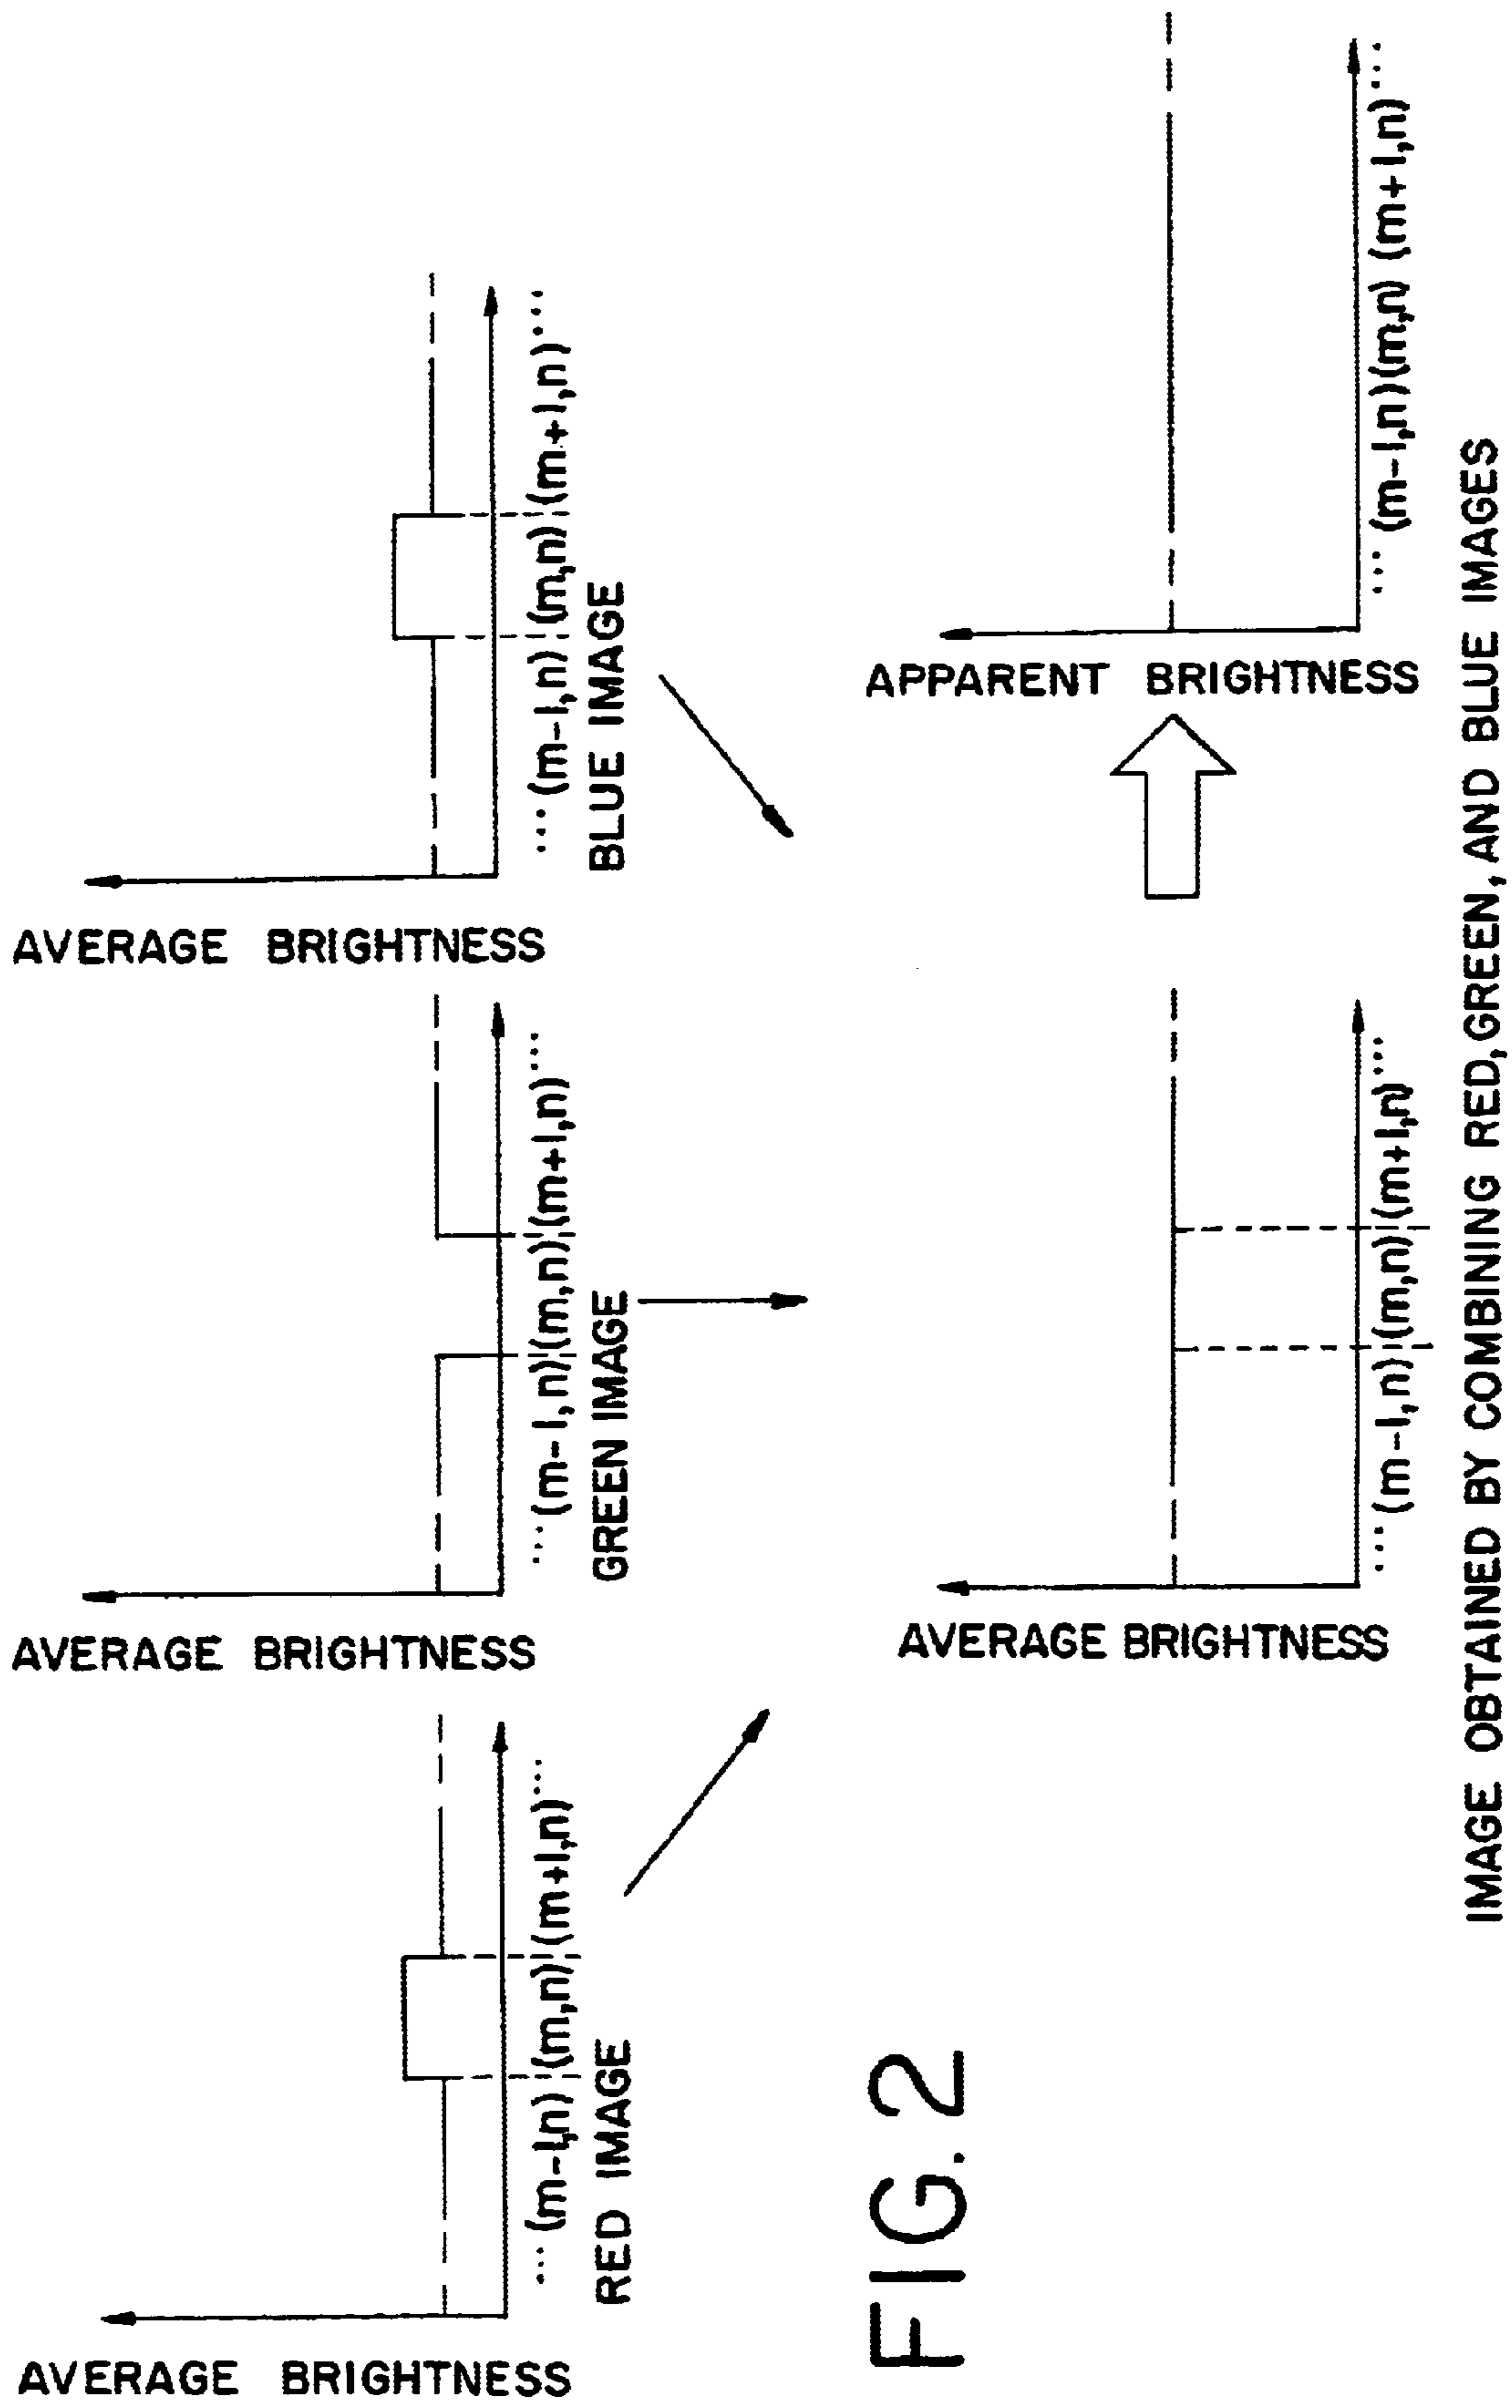 AVERAGE BRIGHTNESS
... (m-1,n) (m,n) (m+1,n) ...
RED IMAGE
AVERAGE BRIGHTNESS
... (m-1,n) (m,n) (m+1,n) ...
GREEN IMAGE
AVERAGE BRIGHTNESS
... (m-1,n) (m,n) (m+1,n) ...
BLUE IMAGE
AVERAGE BRIGHTNESS
... (m-1,n) (m,n) (m+1,n) ...
APPARENT BRIGHTNESS
... (m-1,n) (m,n) (m+1,n) ...
IMAGE OBTAINED BY COMBINING RED, GREEN, AND BLUE IMAGES
FIG. 2